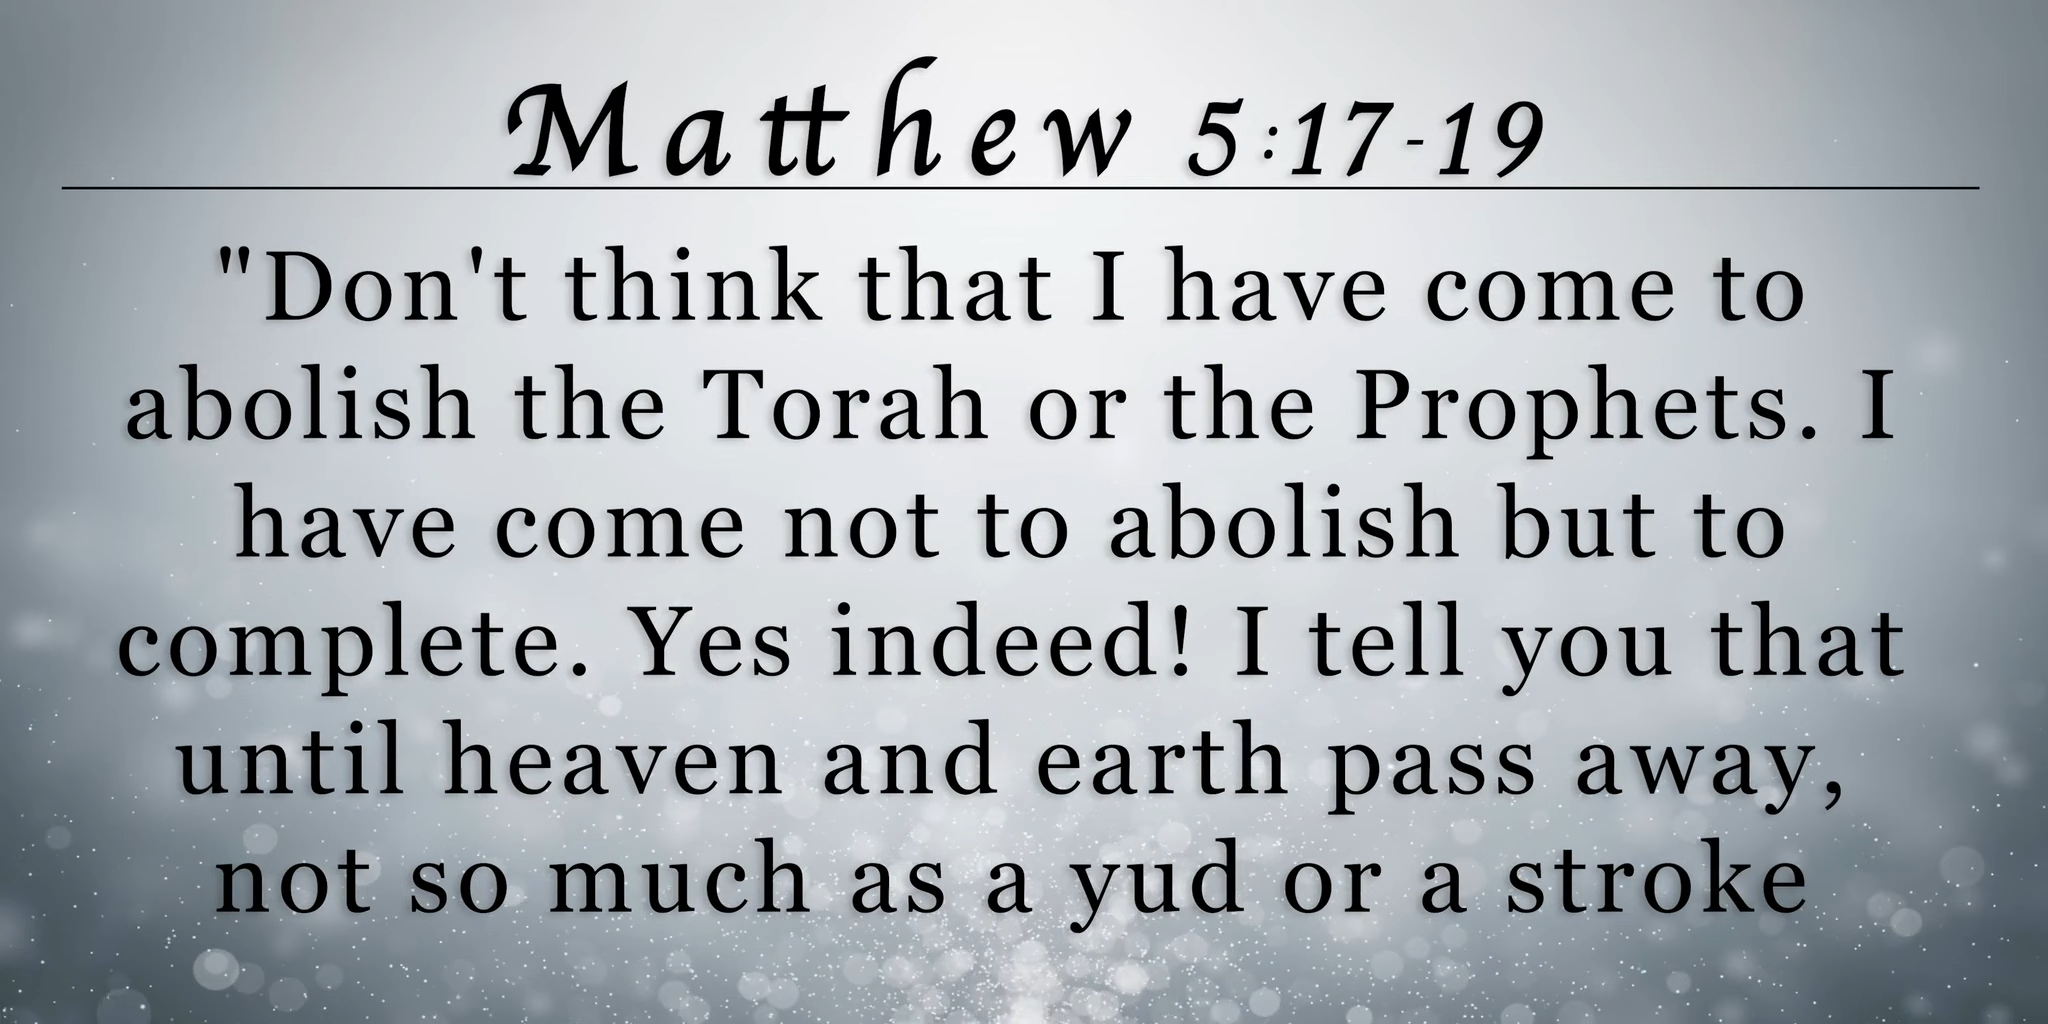 Matthew 5:17-19
"Don't think that I have come to
abolish the Torah or the Prophets. I
have come not to abolish but to
complete. Yes indeed! I tell you that
until heaven and earth pass away,
not so much as a yud or a stroke